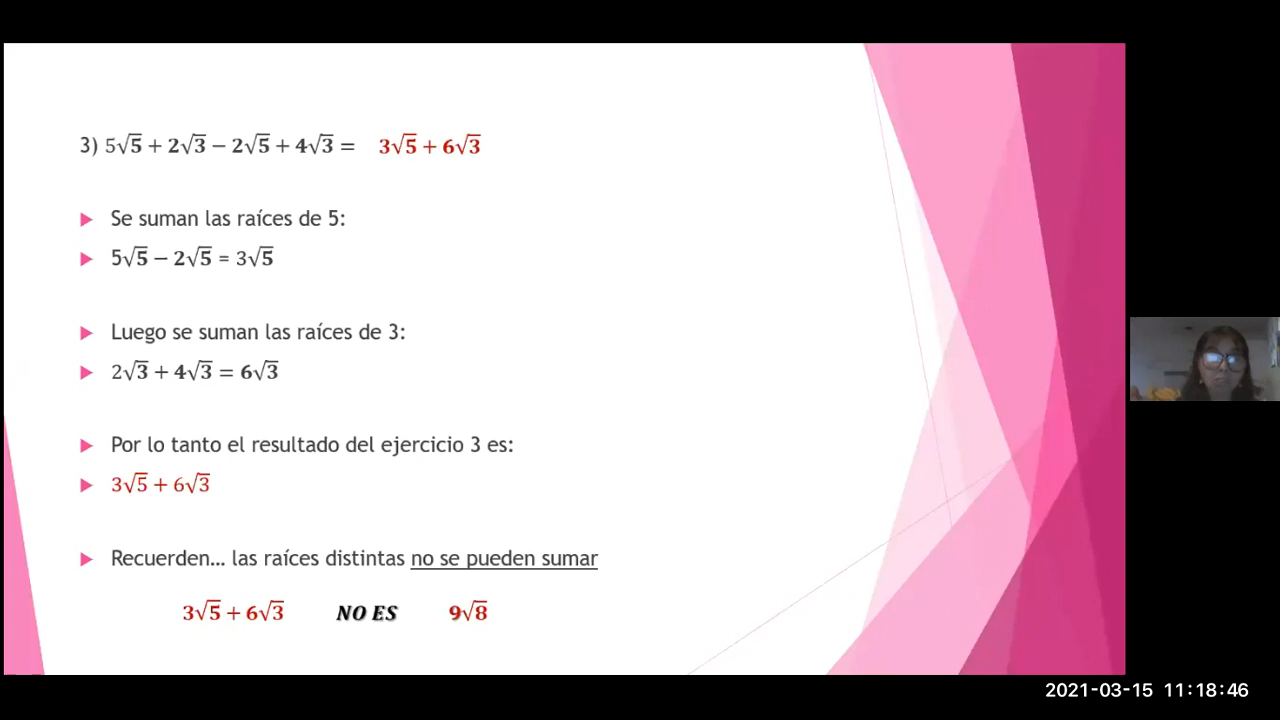 3) 5√5 + 2√3 − 2√5 + 4√3 = 3√5 + 6√3
Se suman las raíces de 5:
5√5 − 2√5 = 3√5
Luego se suman las raíces de 3:
2√3 + 4√3 = 6√3
Por lo tanto el resultado del ejercicio 3 es:
3√5 + 6√3
Recuerden... las raíces distintas no se pueden sumar
3√5 + 6√3 NO ES 9√8
2021-03-15 11:18:46